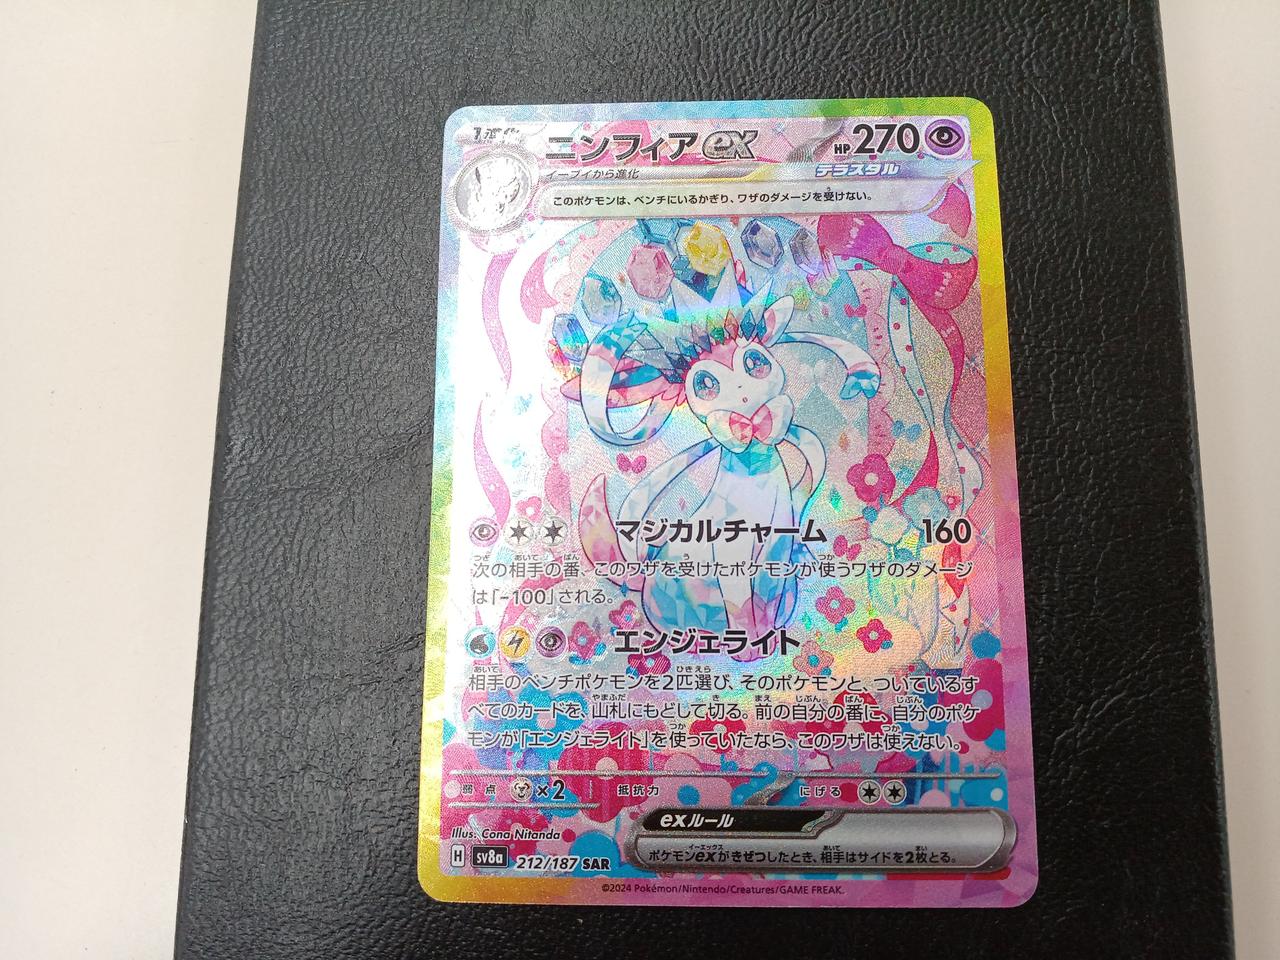 1進化 ニンフィアex HP270
イーブイから進化 テラスタル
このポケモンは、ベンチにいるかぎり、ワザのダメージを受けない。
マジカルチャーム 160
次の相手の番、このワザを受けたポケモンが使うワザのダメージ
は「-100」される。
エンジェライト
相手のベンチポケモンを2匹選び、そのポケモンと、ついているす
べてのカードを、山札にもどして切る。前の自分の番に、自分のポケ
モンが「エンジェライト」を使っていたなら、このワザは使えない。
弱点 ×2 抵抗力 にげる
exルール
ポケモンexがきぜつしたとき、相手はサイドを2枚とる。
Illus. Cona Nitanda
H sv8a 212/187 SAR
©2024 Pokémon/Nintendo/Creatures/GAME FREAK.